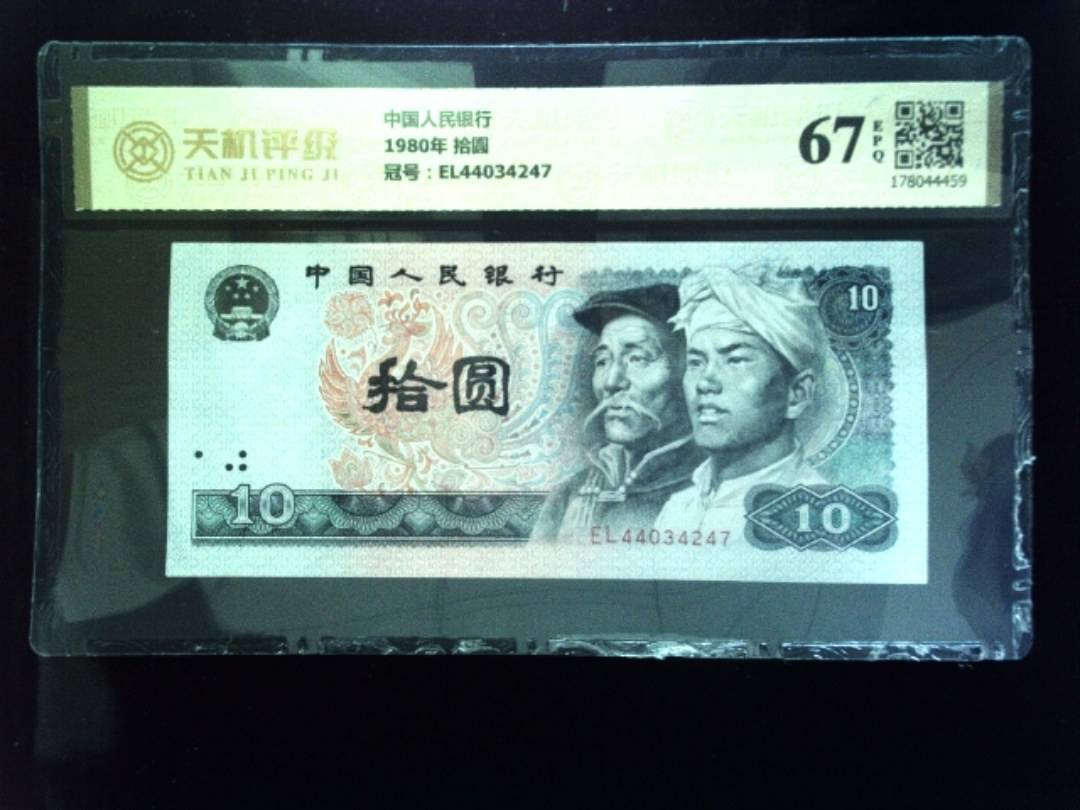 天机评级
TIAN JI PING JI
中国人民银行
1980年 拾圆
冠号：EL44034247
67
EPQ
178044459
中国人民银行
10
拾圆
10
EL44034247
10